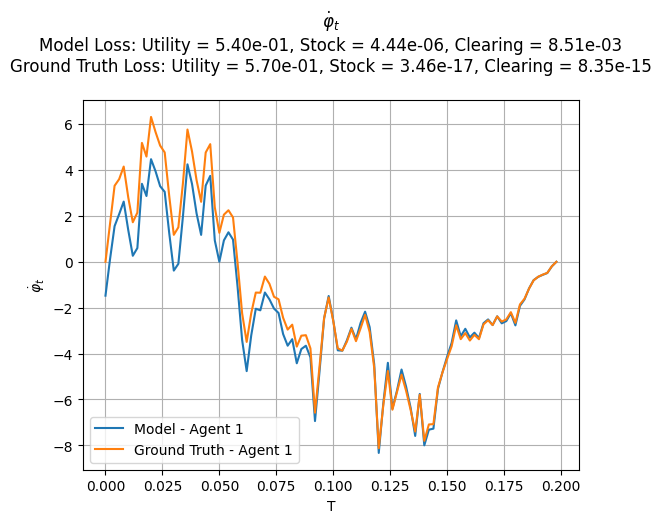 φ̇ₜ
Model Loss: Utility = 5.40e-01, Stock = 4.44e-06, Clearing = 8.51e-03
Ground Truth Loss: Utility = 5.70e-01, Stock = 3.46e-17, Clearing = 8.35e-15
6
4
2
0
−2
−4
−6
−8
φ̇ₜ
Model - Agent 1
Ground Truth - Agent 1
0.000
0.025
0.050
0.075
0.100
0.125
0.150
0.175
0.200
T